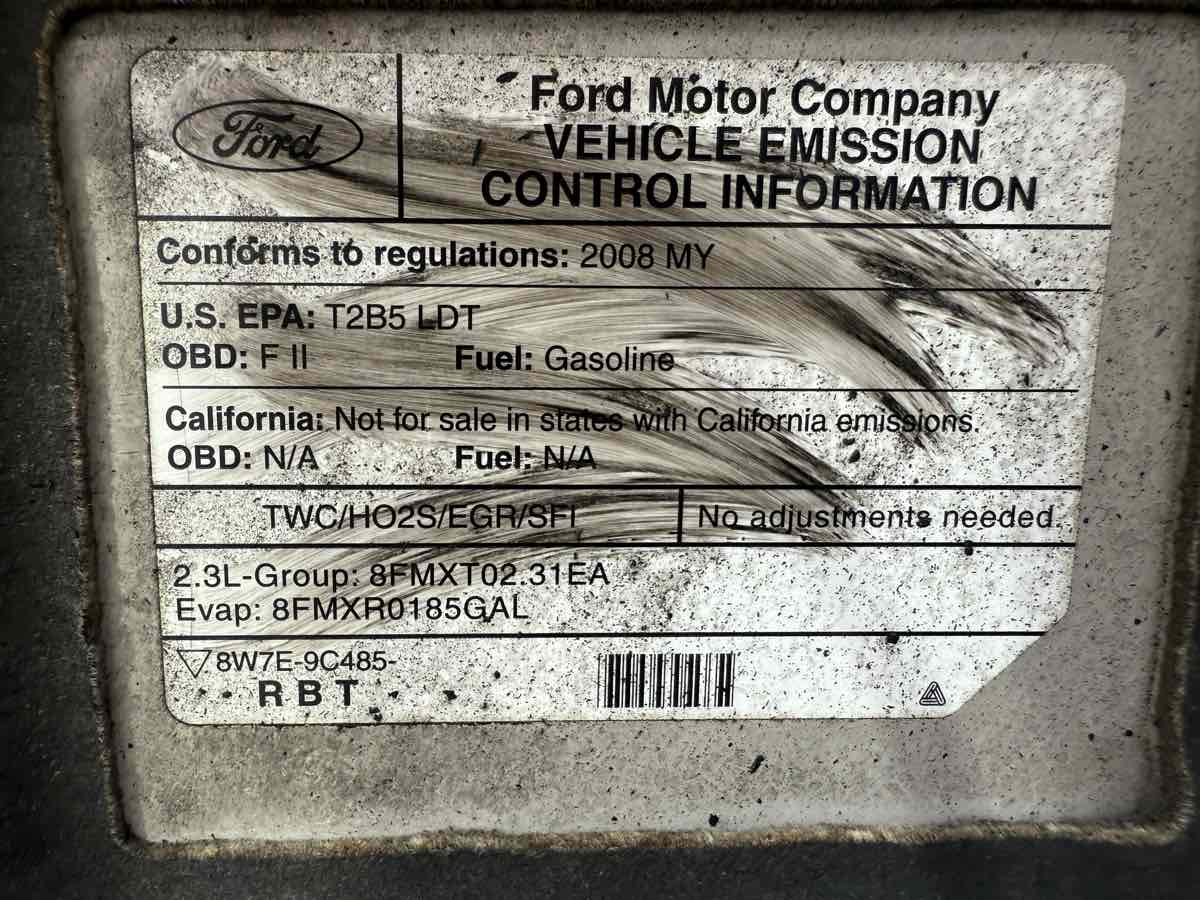 Ford
Ford Motor Company
VEHICLE EMISSION
CONTROL INFORMATION
Conforms to regulations: 2008 MY
U.S. EPA: T2B5 LDT
OBD: F II Fuel: Gasoline
California: Not for sale in states with California emissions.
OBD: N/A Fuel: N/A
TWC/HO2S/EGR/SFI No adjustments needed.
2.3L-Group: 8FMXT02.31EA
Evap: 8FMXR0185GAL
8W7E-9C485-
RBT